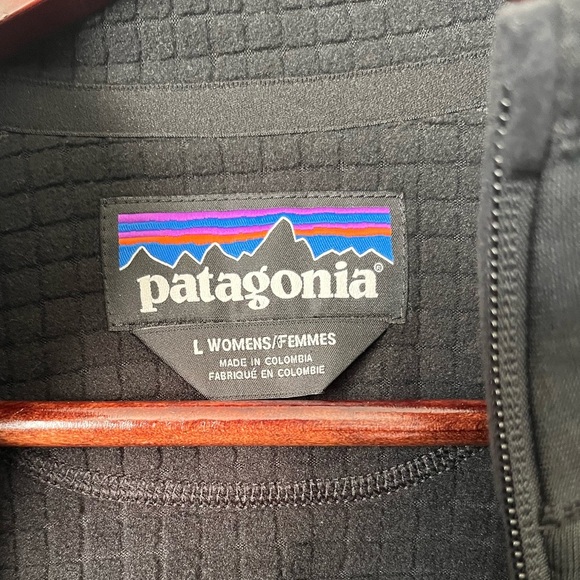 patagonia®
L WOMENS/FEMMES
MADE IN COLOMBIA
FABRIQUÉ EN COLOMBIE